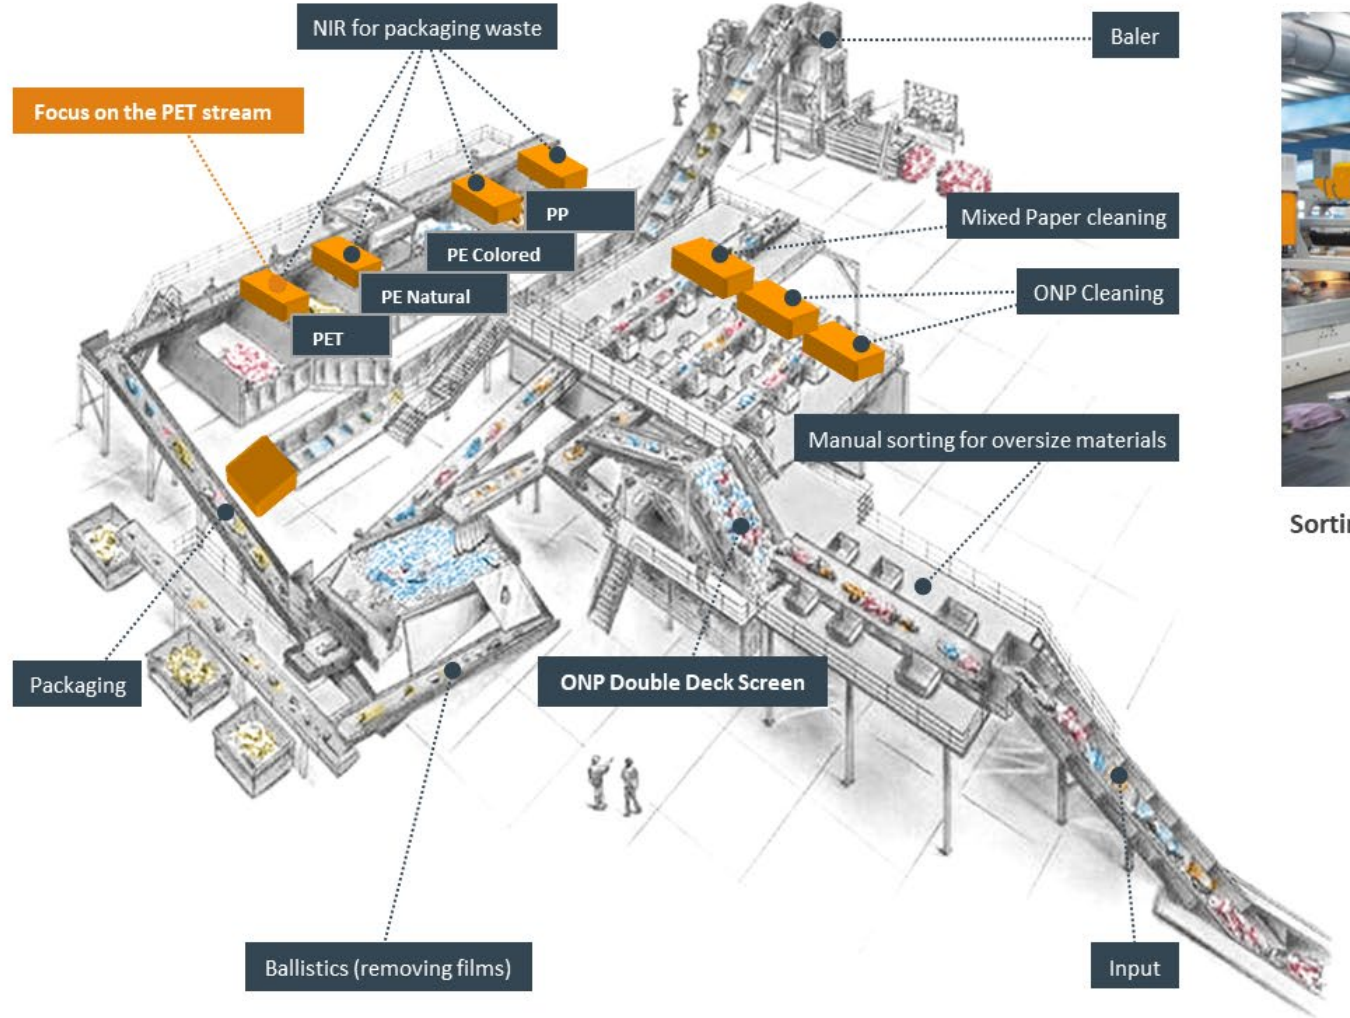 NIR for packaging waste
Baler
Focus on the PET stream
Mixed Paper cleaning
PP
PE Colored
ONP Cleaning
PE Natural
PET
Manual sorting for oversize materials
Packaging
ONP Double Deck Screen
Ballistics (removing films)
Input